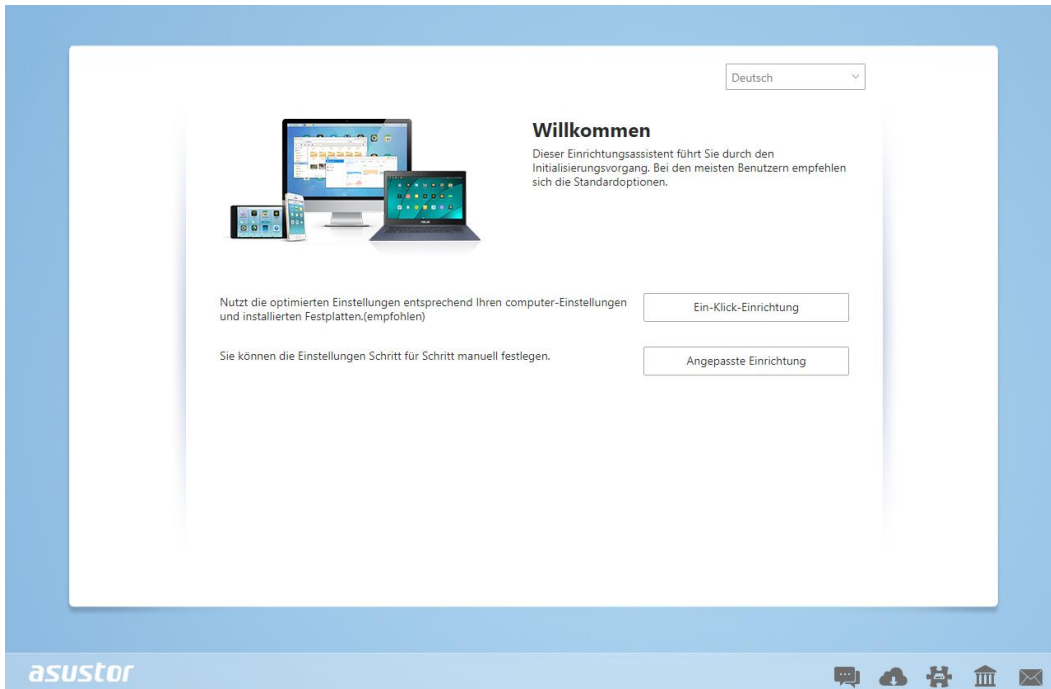 Deutsch
Willkommen
Dieser Einrichtungsassistent führt Sie durch den
Initialisierungsvorgang. Bei den meisten Benutzern empfehlen
sich die Standardoptionen.
Nutzt die optimierten Einstellungen entsprechend Ihren computer-Einstellungen
und installierten Festplatten.(empfohlen)
Ein-Klick-Einrichtung
Sie können die Einstellungen Schritt für Schritt manuell festlegen.
Angepasste Einrichtung
asustor